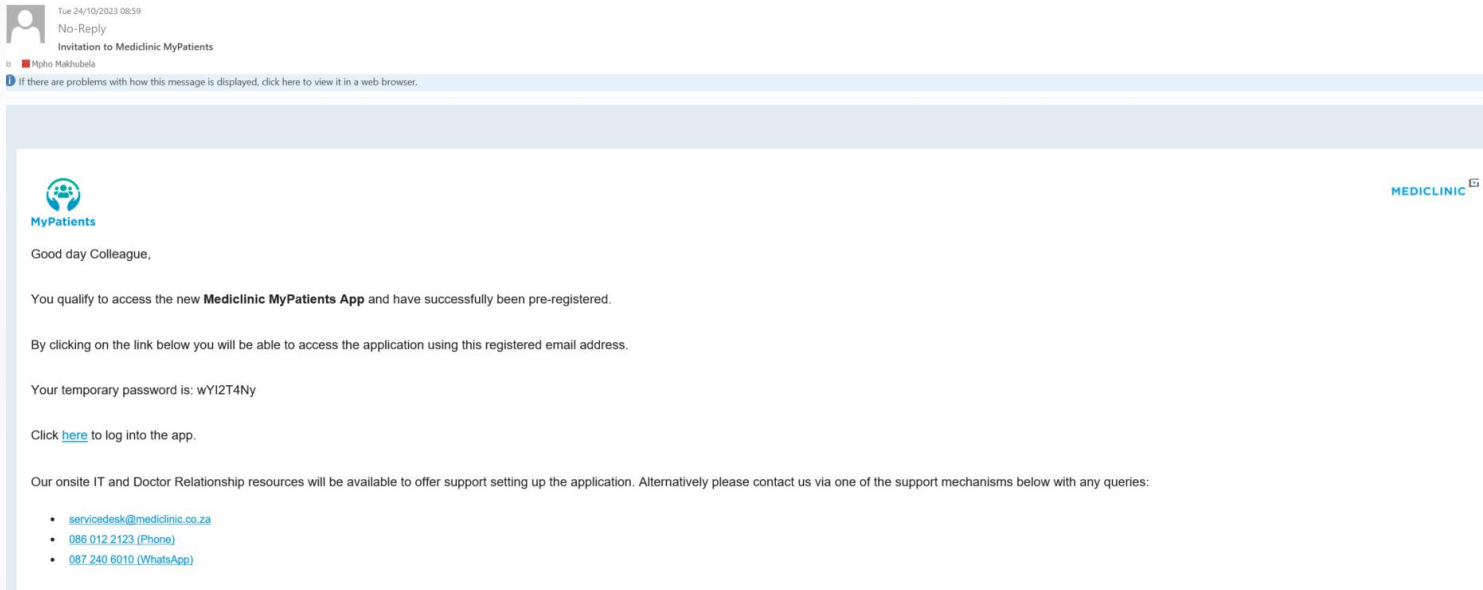 Tue 24/10/2023 08:59
No-Reply
Invitation to Mediclinic MyPatients
Mpho Makhubela
If there are problems with how this message is displayed, click here to view it in a web browser.
MyPatients
MEDICLINIC
Good day Colleague,
You qualify to access the new Mediclinic MyPatients App and have successfully been pre-registered.
By clicking on the link below you will be able to access the application using this registered email address.
Your temporary password is: wYI2T4Ny
Click here to log into the app.
Our onsite IT and Doctor Relationship resources will be available to offer support setting up the application. Alternatively please contact us via one of the support mechanisms below with any queries:
• servicedesk@mediclinic.co.za
• 086 012 2123 (Phone)
• 087 240 6010 (WhatsApp)